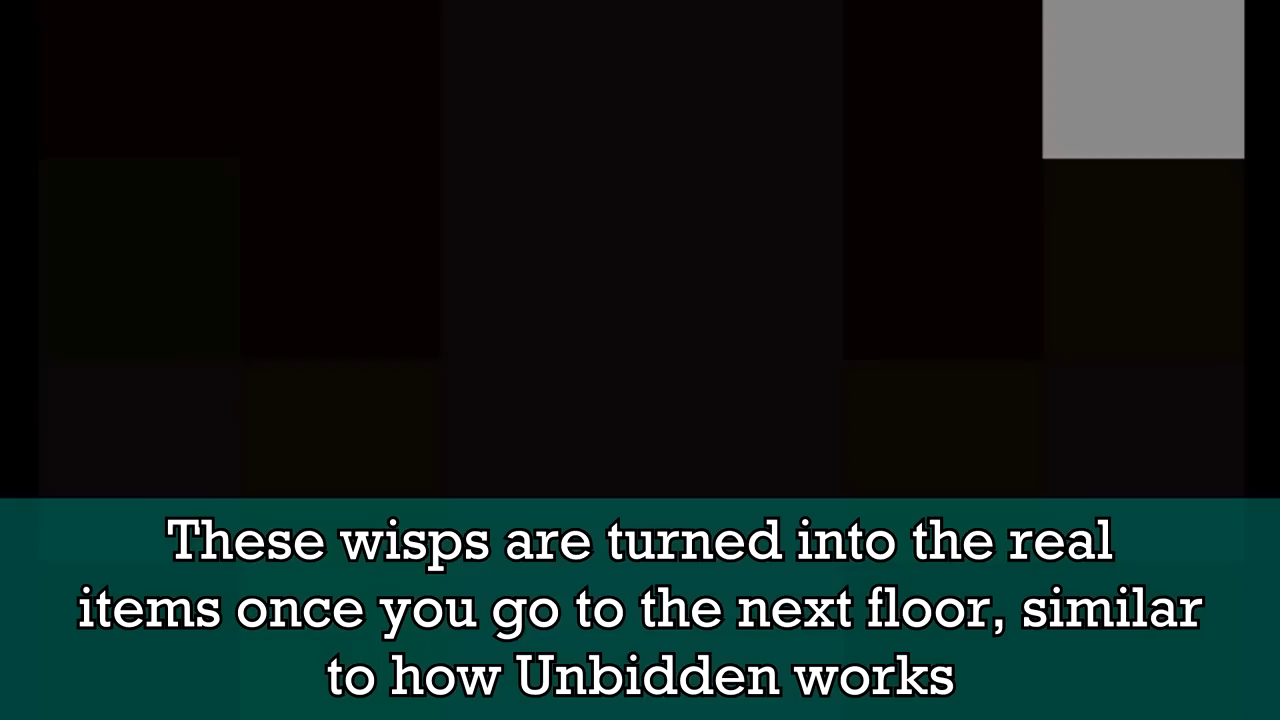 These wisps are turned into the real
items once you go to the next floor, similar
to how Unbidden works